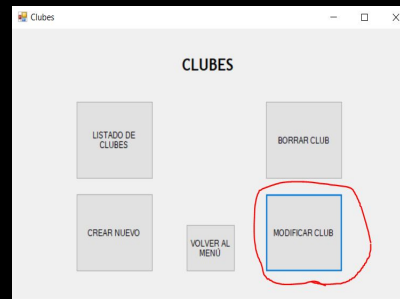 Clubes
CLUBES
LISTADO DE
CLUBES
BORRAR CLUB
CREAR NUEVO
VOLVER AL
MENÚ
MODIFICAR CLUB